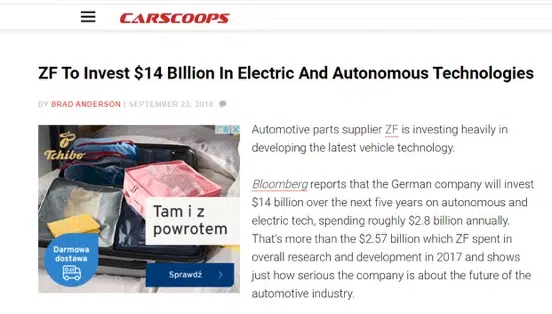 CARSCOOPS
ZF To Invest $14 BIllion In Electric And Autonomous Technologies
BY BRAD ANDERSON | SEPTEMBER 23, 2018
Tchibo
Tam i z
powrotem
Darmowa
dostawa
Sprawdź
Automotive parts supplier ZF is investing heavily in
developing the latest vehicle technology.
Bloomberg reports that the German company will invest
$14 billion over the next five years on autonomous and
electric tech, spending roughly $2.8 billion annually.
That's more than the $2.57 billion which ZF spent in
overall research and development in 2017 and shows
just how serious the company is about the future of the
automotive industry.